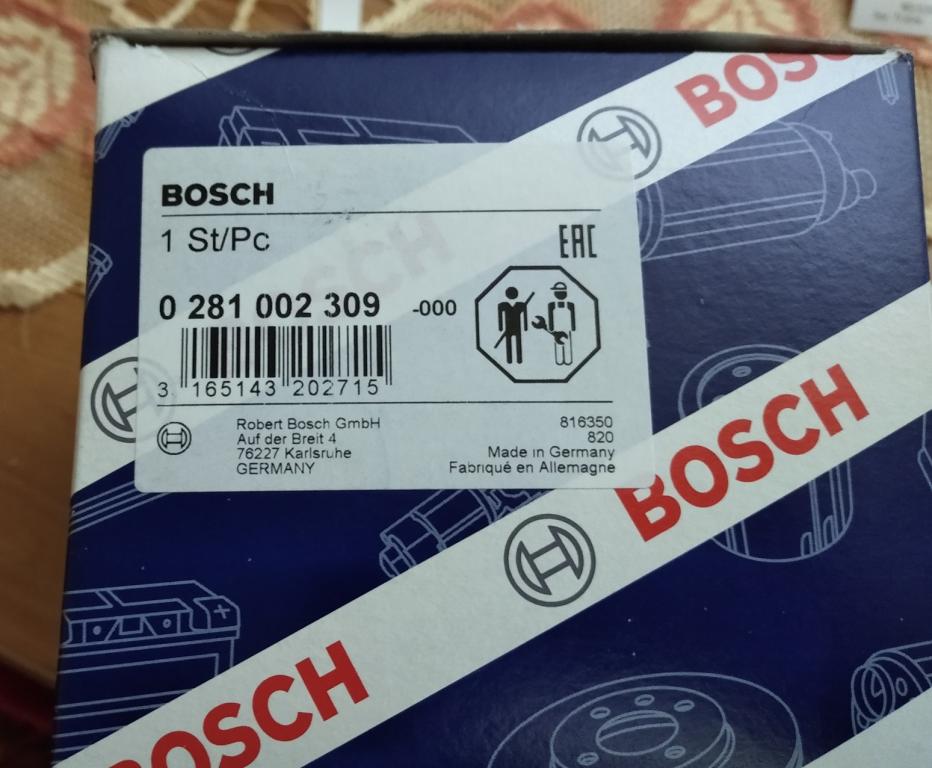 BOSC
BOSCH
1 St/Pc
EAC
0 281 002 309 -000
3 165143 202715
Robert Bosch GmbH
Auf der Breit 4
76227 Karlsruhe
GERMANY
816350
820
Made in Germany
Fabriqué en Allemagne
BOSCH
BOSCH